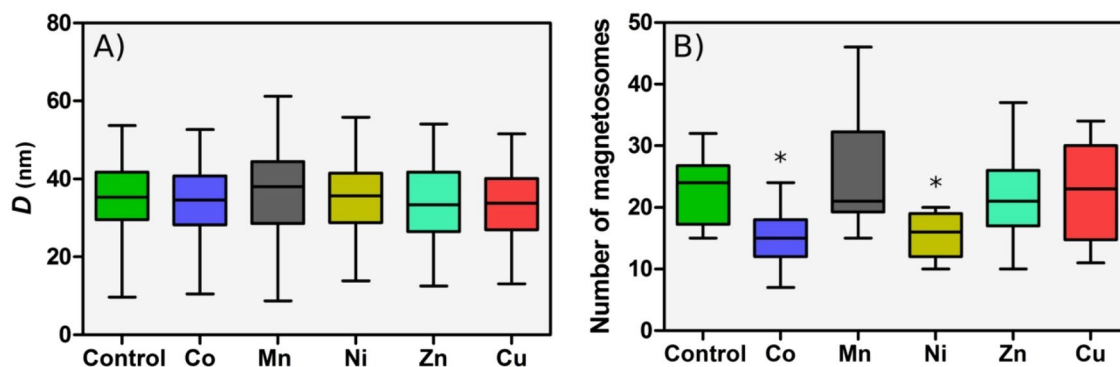 A)
D (nm)
80
60
40
20
0
Control Co Mn Ni Zn Cu
B)
Number of magnetosomes
50
40
30
20
10
0
*
*
Control Co Mn Ni Zn Cu